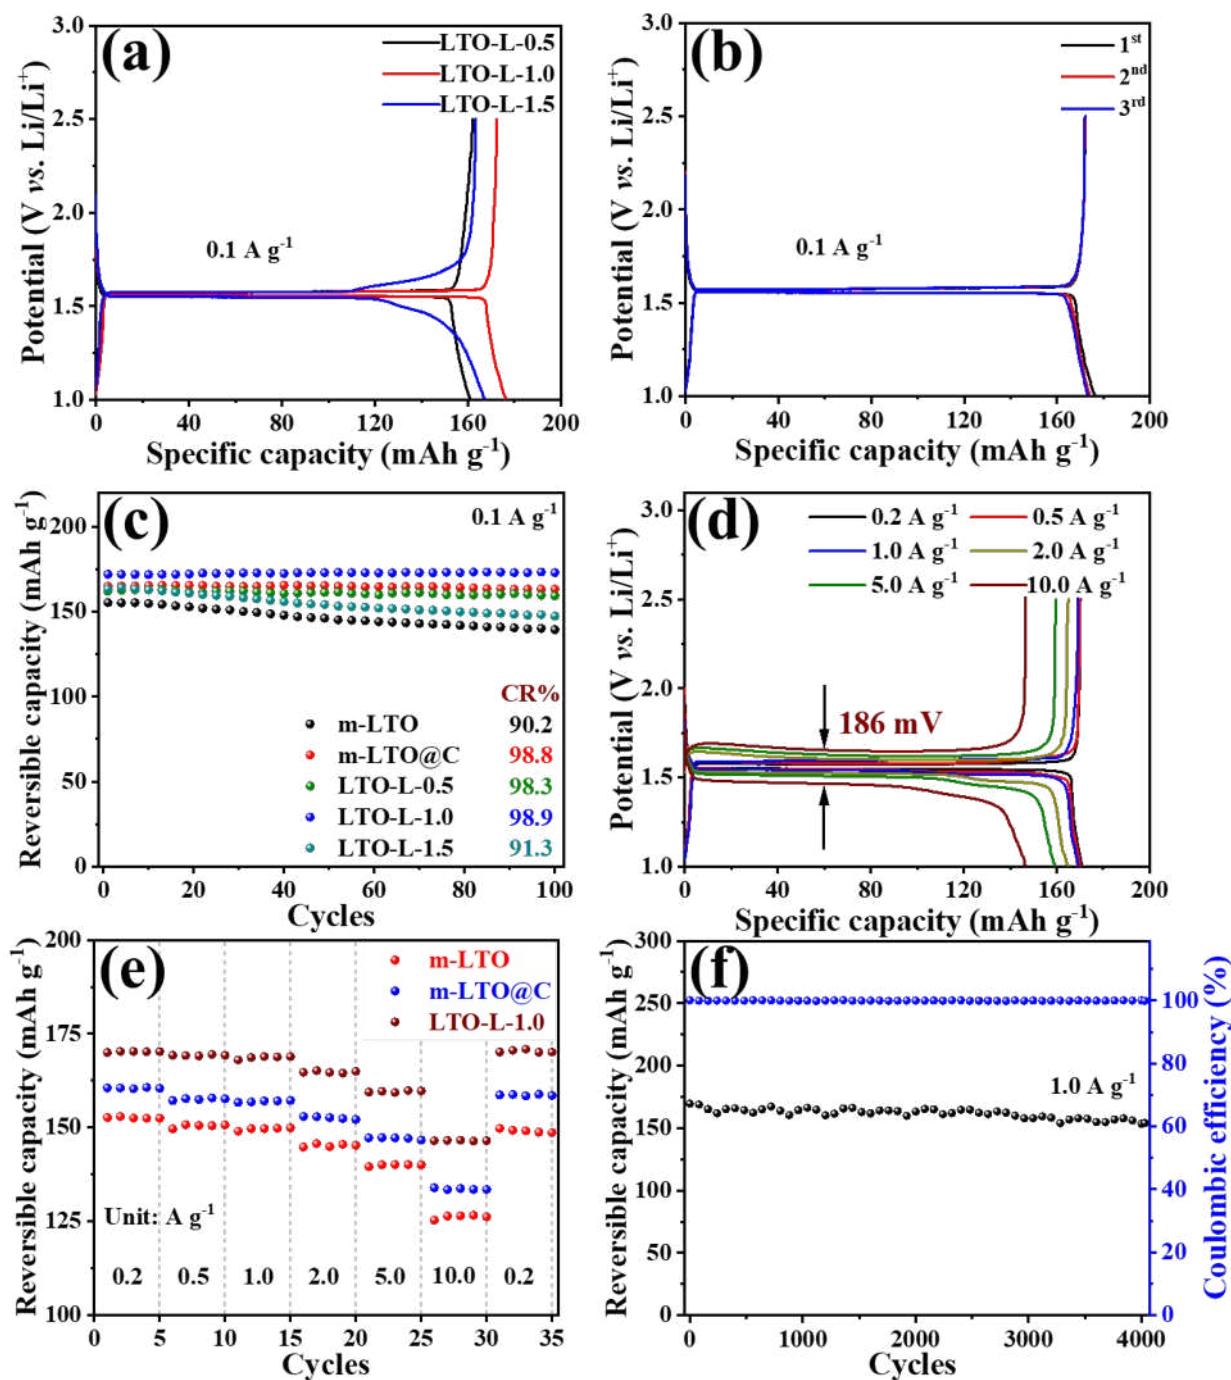 (a)
LTO-L-0.5
LTO-L-1.0
LTO-L-1.5
0.1 A g⁻¹
Potential (V vs. Li/Li⁺)
3.0
2.5
2.0
1.5
1.0
0 40 80 120 160 200
Specific capacity (mAh g⁻¹)
(b)
1ˢᵗ
2ⁿᵈ
3ʳᵈ
0.1 A g⁻¹
Potential (V vs. Li/Li⁺)
3.0
2.5
2.0
1.5
1.0
0 40 80 120 160 200
Specific capacity (mAh g⁻¹)
(c)
0.1 A g⁻¹
CR%
m-LTO 90.2
m-LTO@C 98.8
LTO-L-0.5 98.3
LTO-L-1.0 98.9
LTO-L-1.5 91.3
Reversible capacity (mAh g⁻¹)
200
150
100
50
0
0 20 40 60 80 100
Cycles
(d)
0.2 A g⁻¹ 0.5 A g⁻¹
1.0 A g⁻¹ 2.0 A g⁻¹
5.0 A g⁻¹ 10.0 A g⁻¹
186 mV
Potential (V vs. Li/Li⁺)
3.0
2.5
2.0
1.5
1.0
0 40 80 120 160 200
Specific capacity (mAh g⁻¹)
(e)
m-LTO
m-LTO@C
LTO-L-1.0
Unit: A g⁻¹
0.2 0.5 1.0 2.0 5.0 10.0 0.2
Reversible capacity (mAh g⁻¹)
200
175
150
125
100
0 5 10 15 20 25 30 35
Cycles
(f)
1.0 A g⁻¹
Reversible capacity (mAh g⁻¹)
300
250
200
150
100
50
0
0 1000 2000 3000 4000
Cycles
Coulombic efficiency (%)
100
80
60
40
20
0